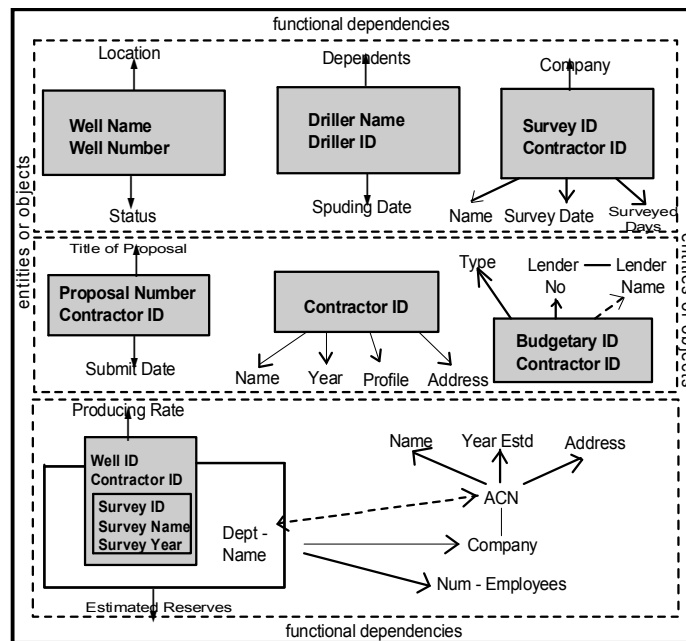 functional dependencies
entities or objects
Location
Well Name
Well Number
Status
Dependents
Driller Name
Driller ID
Spuding Date
Company
Survey ID
Contractor ID
Name
Survey Date
Surveyed
Days
Title of Proposal
Proposal Number
Contractor ID
Submit Date
Contractor ID
Name
Year
Profile
Address
Type
Lender
No
Lender
Name
Budgetary ID
Contractor ID
entities or objects
Producing Rate
Well ID
Contractor ID
Survey ID
Survey Name
Survey Year
Estimated Reserves
Dept -
Name
Name
Year Estd
Address
ACN
Company
Num - Employees
functional dependencies